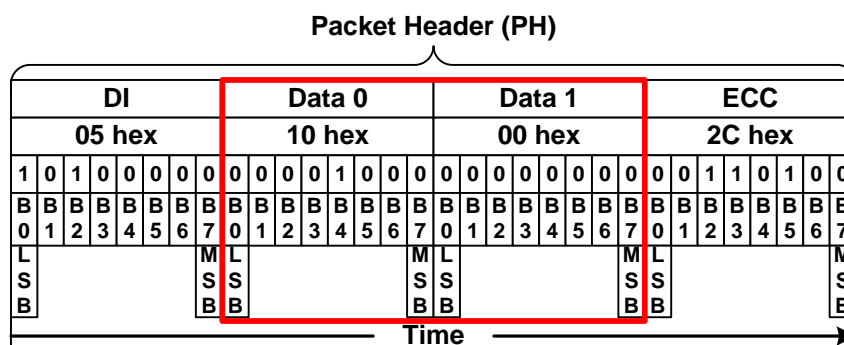 Packet Header (PH)
DI Data 0 Data 1 ECC
05 hex 10 hex 00 hex 2C hex
1 0 1 0 0 0 0 0 0 0 0 0 1 0 0 0 0 0 0 0 0 0 0 0 0 0 1 1 0 1 0 0
B0 B1 B2 B3 B4 B5 B6 B7 B0 B1 B2 B3 B4 B5 B6 B7 B0 B1 B2 B3 B4 B5 B6 B7 B0 B1 B2 B3 B4 B5 B6 B7
LSB MSB LSB MSB LSB MSB LSB MSB
Time